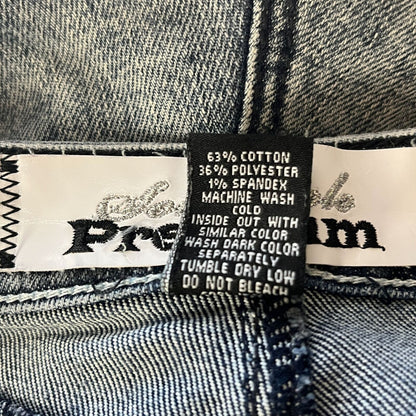 63% COTTON
36% POLYESTER
1% SPANDEX
MACHINE WASH
COLD
INSIDE OUT WITH
SIMILAR COLOR
WASH DARK COLOR
SEPARATELY
TUMBLE DRY LOW
DO NOT BLEACH